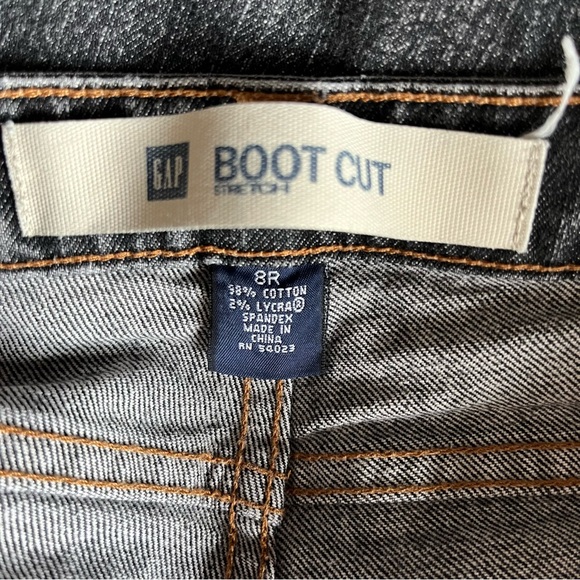 GAP BOOT CUT
STRETCH
8R
98% COTTON
2% LYCRA®
SPANDEX
MADE IN
CHINA
RN 54023